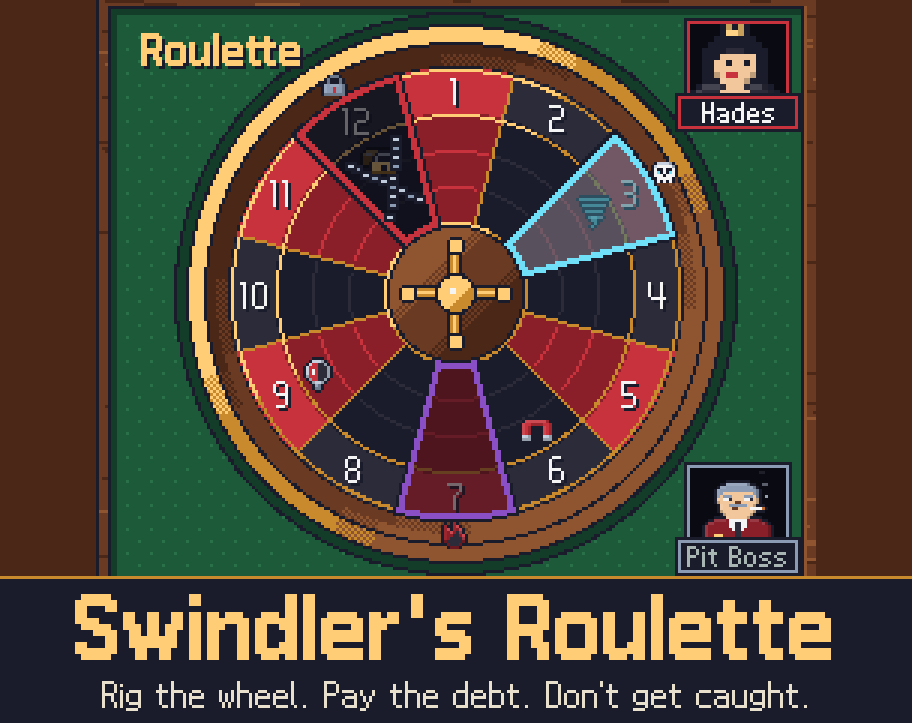 Roulette
Hades
1
2
3
4
5
6
7
8
9
10
11
12
Pit Boss
Swindler's Roulette
Rig the wheel. Pay the debt. Don't get caught.